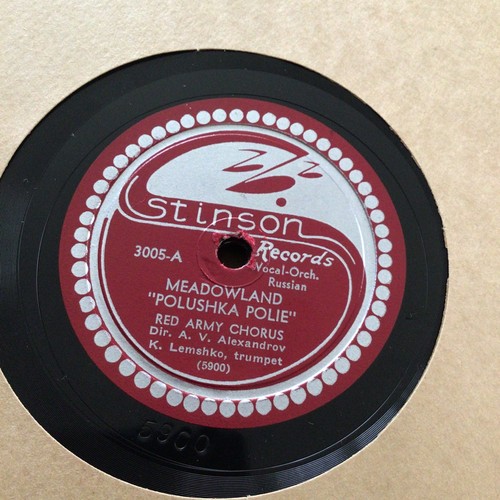 Stinson
Records
3005-A
Vocal-Orch.
Russian
MEADOWLAND
"POLUSHKA POLIE"
RED ARMY CHORUS
Dir. A. V. Alexandrov
K. Lemshko, trumpet
(5900)
5900